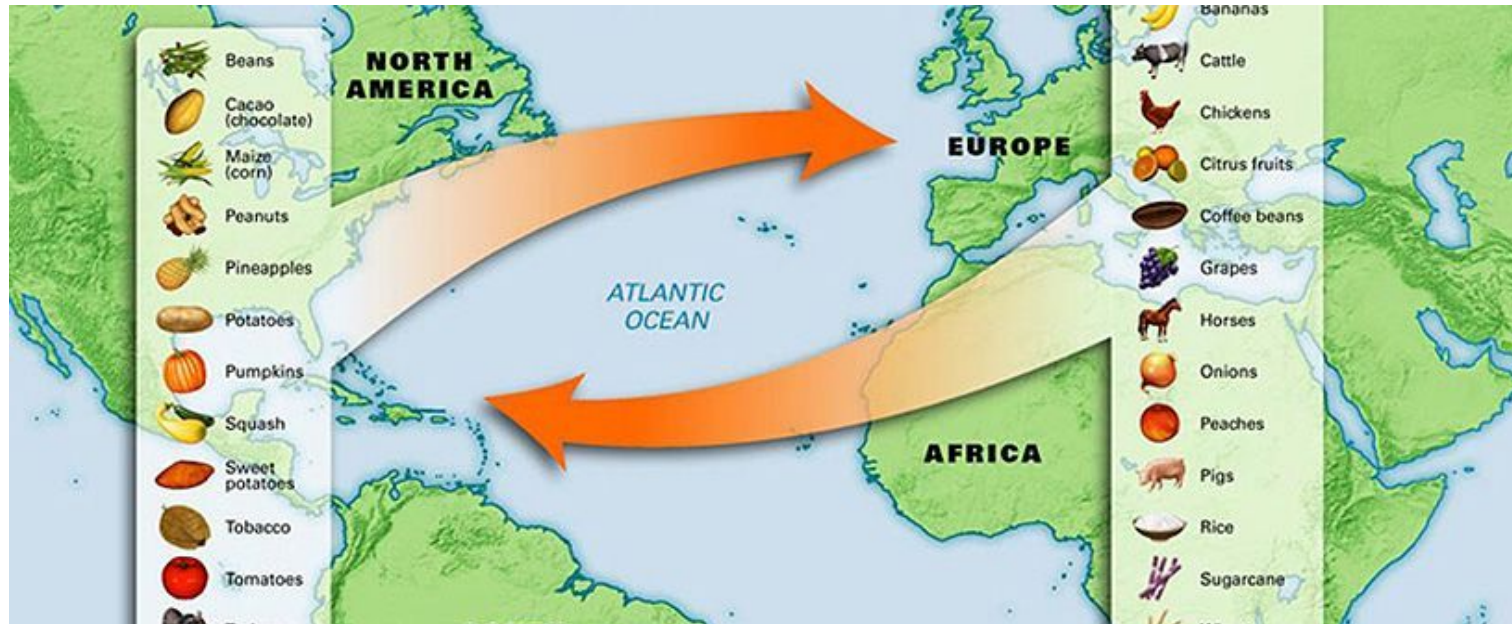 Beans
Cacao
(chocolate)
Maize
(corn)
Peanuts
Pineapples
Potatoes
Pumpkins
Squash
Sweet
potatoes
Tobacco
Tomatoes
NORTH
AMERICA
ATLANTIC
OCEAN
EUROPE
AFRICA
Bananas
Cattle
Chickens
Citrus fruits
Coffee beans
Grapes
Horses
Onions
Peaches
Pigs
Rice
Sugarcane